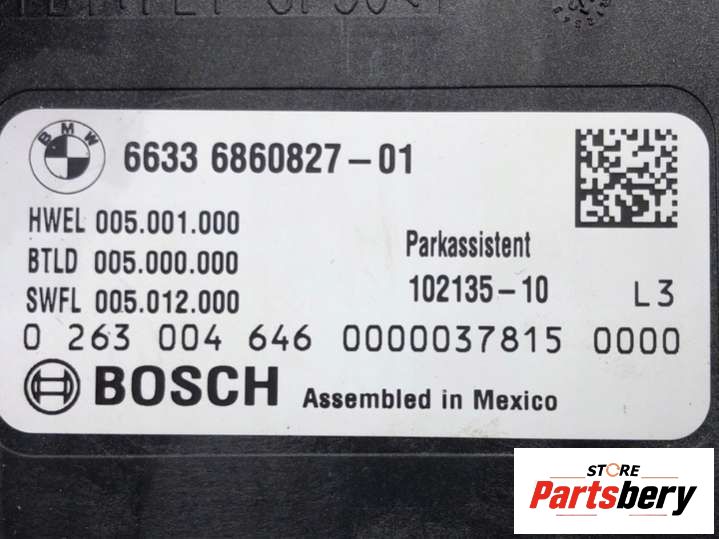 BMW
6633 6860827-01
HWEL 005.001.000
BTLD 005.000.000
SWFL 005.012.000
Parkassistent
102135-10
L3
0 263 004 646 0000037815 0000
BOSCH
Assembled in Mexico
STORE
Partsbery